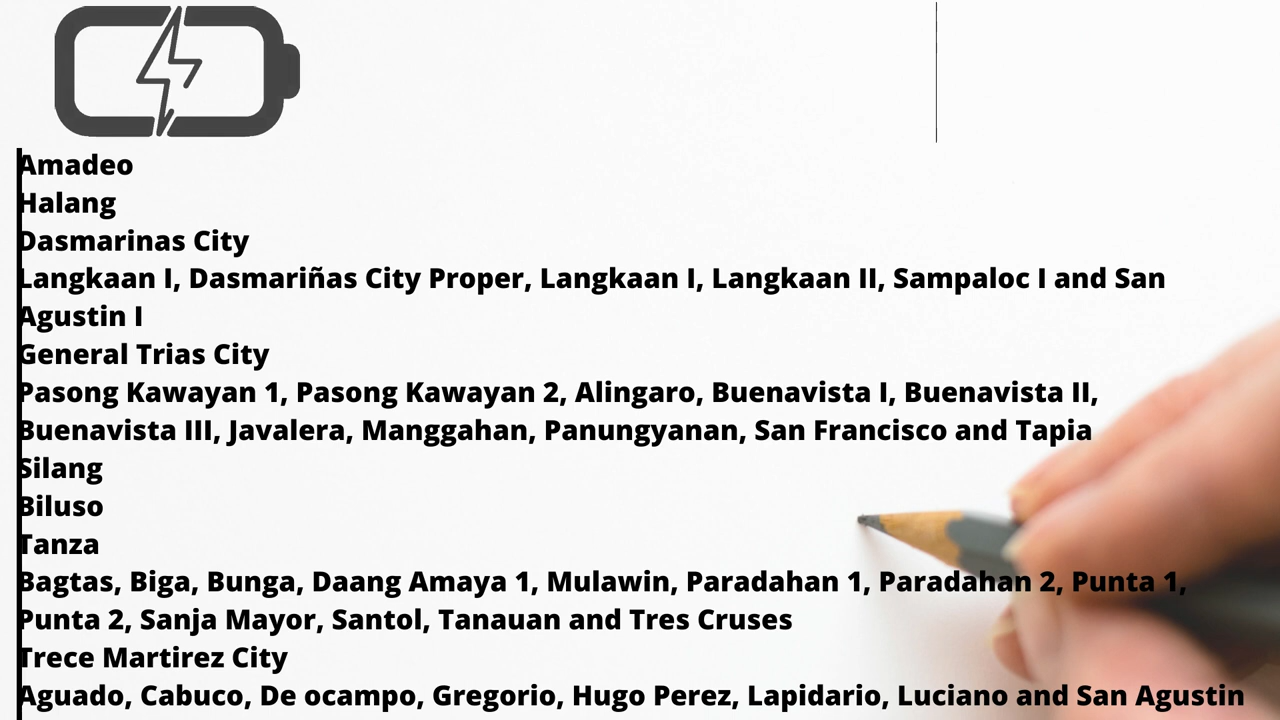 Amadeo
Halang
Dasmarinas City
Langkaan I, Dasmariñas City Proper, Langkaan I, Langkaan II, Sampaloc I and San
Agustin I
General Trias City
Pasong Kawayan 1, Pasong Kawayan 2, Alingaro, Buenavista I, Buenavista II,
Buenavista III, Javalera, Manggahan, Panungyanan, San Francisco and Tapia
Silang
Biluso
Tanza
Bagtas, Biga, Bunga, Daang Amaya 1, Mulawin, Paradahan 1, Paradahan 2, Punta 1,
Punta 2, Sanja Mayor, Santol, Tanauan and Tres Cruses
Trece Martirez City
Aguado, Cabuco, De ocampo, Gregorio, Hugo Perez, Lapidario, Luciano and San Agustin